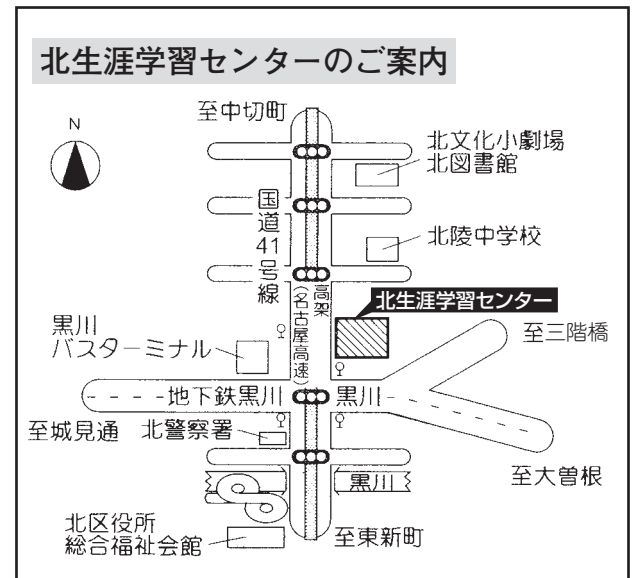 北生涯学習センターのご案内
至中切町
N
北文化小劇場
北図書館
国道41号線
北陵中学校
高架
(名古屋高速)
北生涯学習センター
黒川
バスターミナル
至三階橋
地下鉄黒川
黒川
至城見通
北警察署
至大曽根
黒川
北区役所
総合福祉会館
至東新町